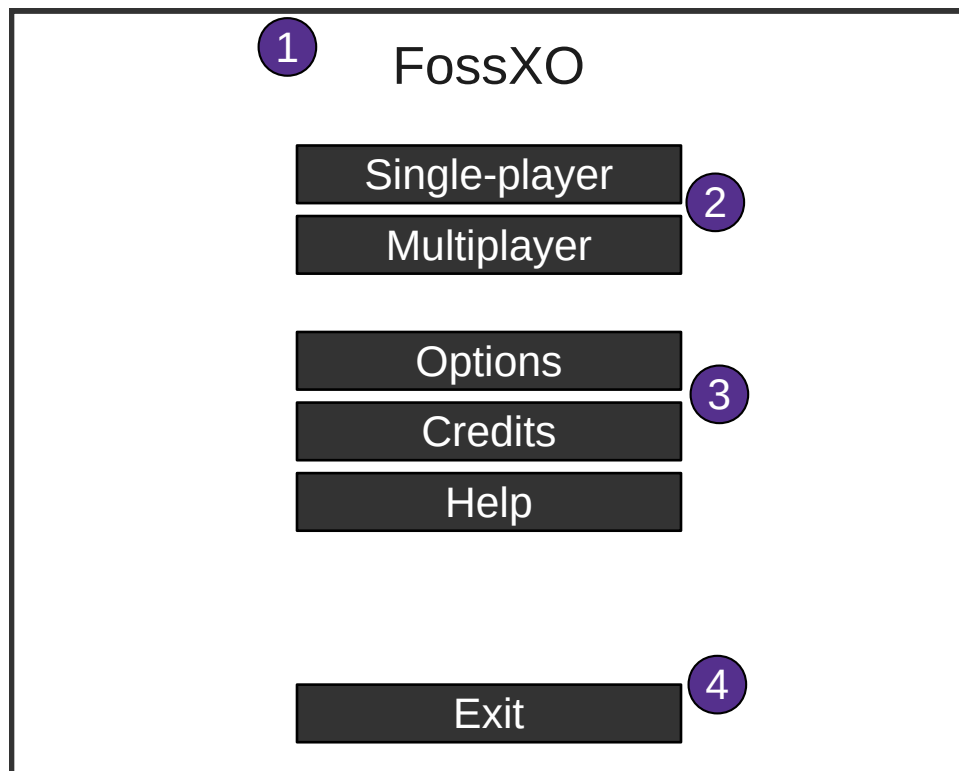 1
FossXO
Single-player
2
Multiplayer
Options
3
Credits
Help
4
Exit